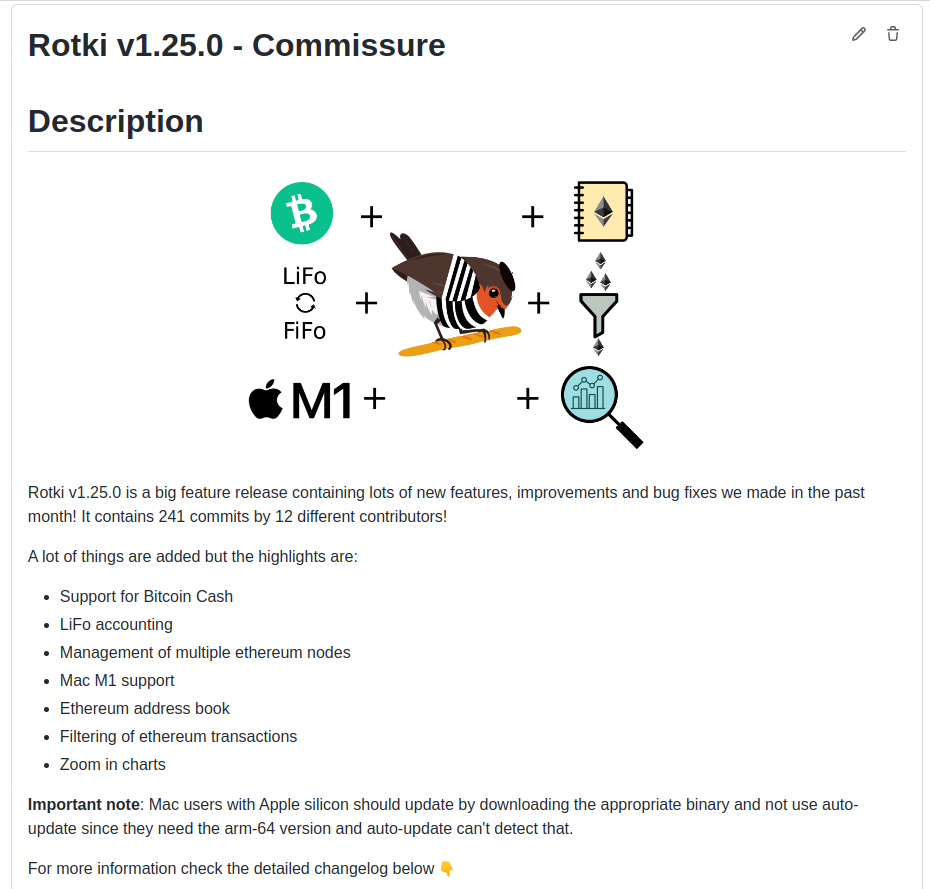 Rotki v1.25.0 - Commissure
Description
LiFo
FiFo
M1
Rotki v1.25.0 is a big feature release containing lots of new features, improvements and bug fixes we made in the past
month! It contains 241 commits by 12 different contributors!
A lot of things are added but the highlights are:
Support for Bitcoin Cash
LiFo accounting
Management of multiple ethereum nodes
Mac M1 support
Ethereum address book
Filtering of ethereum transactions
Zoom in charts
Important note: Mac users with Apple silicon should update by downloading the appropriate binary and not use auto-
update since they need the arm-64 version and auto-update can't detect that.
For more information check the detailed changelog below 👇